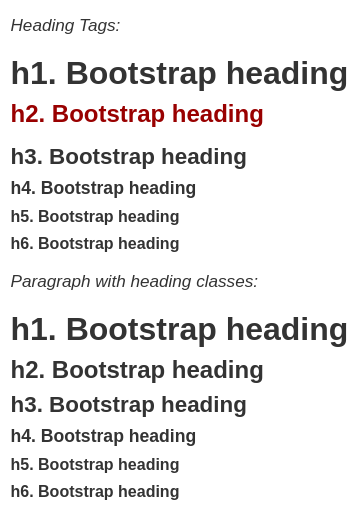 Heading Tags:
h1. Bootstrap heading
h2. Bootstrap heading
h3. Bootstrap heading
h4. Bootstrap heading
h5. Bootstrap heading
h6. Bootstrap heading
Paragraph with heading classes:
h1. Bootstrap heading
h2. Bootstrap heading
h3. Bootstrap heading
h4. Bootstrap heading
h5. Bootstrap heading
h6. Bootstrap heading